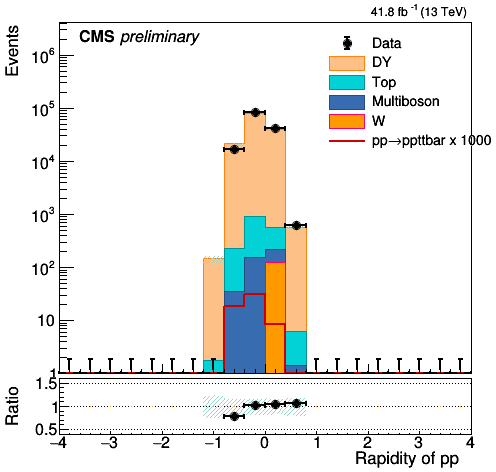 41.8 fb⁻¹ (13 TeV)
CMS preliminary
Events
10⁶
10⁵
10⁴
10³
10²
10
1
Data
DY
Top
Multiboson
W
pp→ppttbar x 1000
Ratio
1.5
1
0.5
−4 −3 −2 −1 0 1 2 3 4
Rapidity of pp